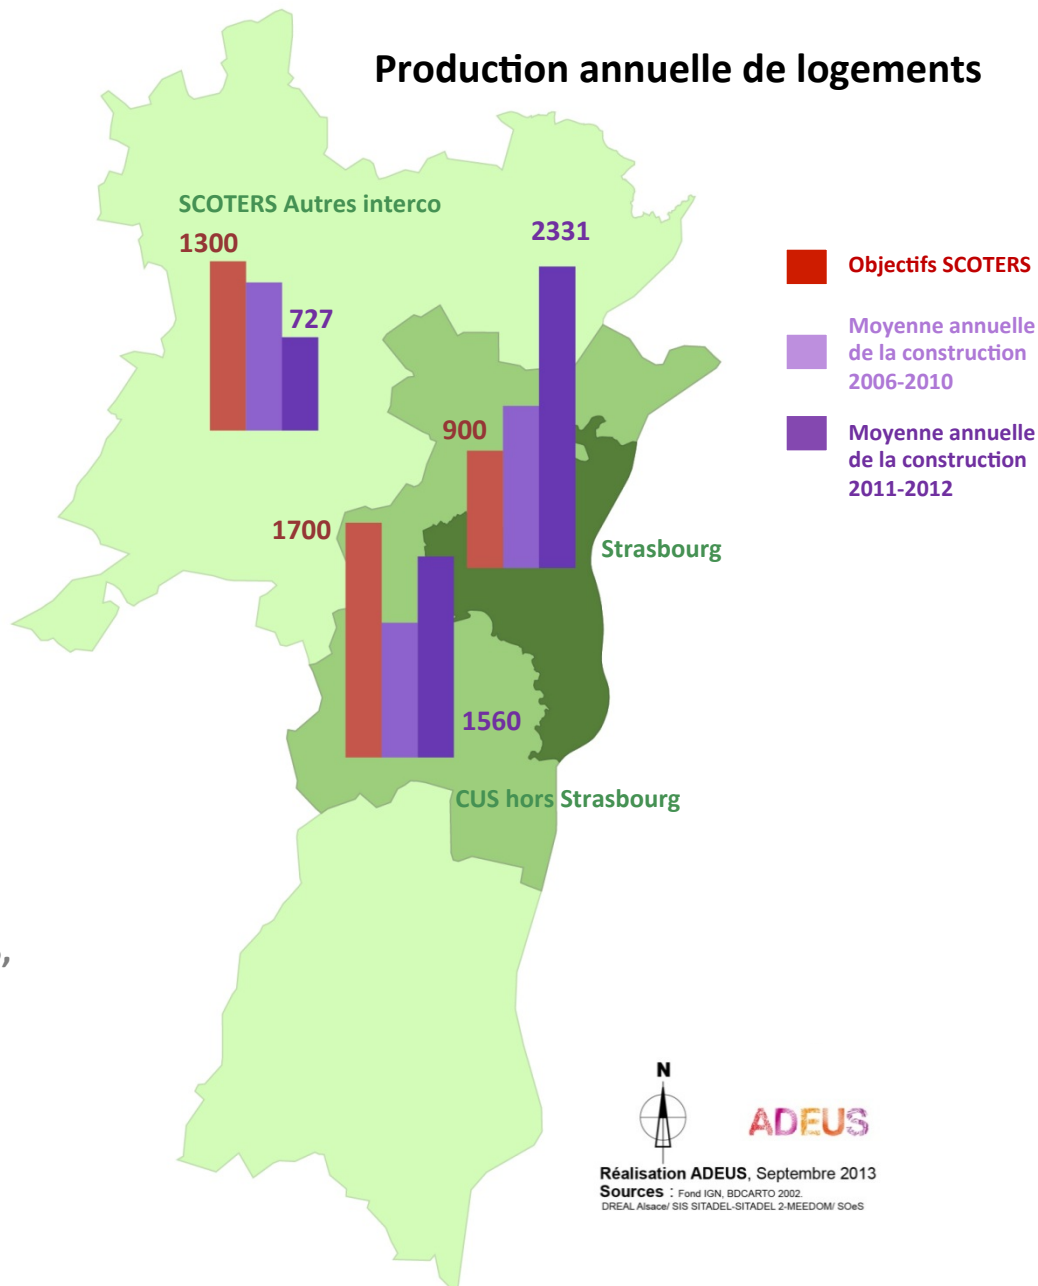 Production annuelle de logements
SCOTERS Autres interco
1300
727
2331
900
1700
1560
Strasbourg
CUS hors Strasbourg
Objectifs SCOTERS
Moyenne annuelle
de la construction
2006-2010
Moyenne annuelle
de la construction
2011-2012
,
N
ADEUS
Réalisation ADEUS, Septembre 2013
Sources : Fond IGN, BDCARTO 2002.
DREAL Alsace/ SIS SITADEL-SITADEL 2-MEEDOM/ SOeS